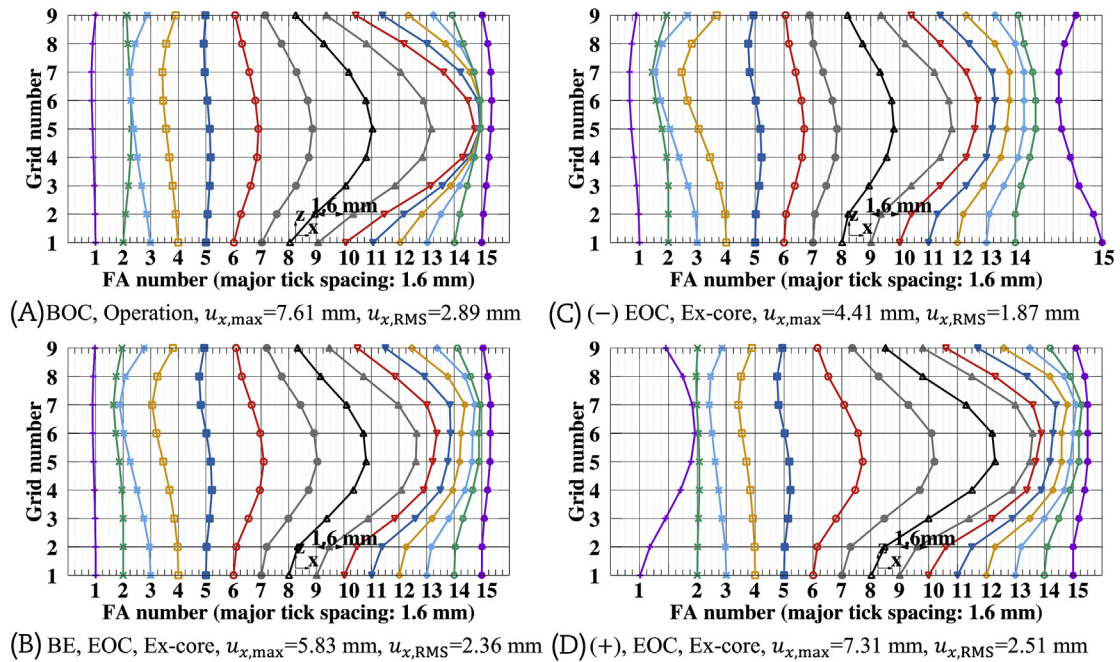 9
8
7
6
5
4
3
2
1
Grid number
1.6 mm
z
x
1 2 3 4 5 6 7 8 9 10 11 12 13 14 15
FA number (major tick spacing: 1.6 mm)
(A) BOC, Operation, u_x,max=7.61 mm, u_x,RMS=2.89 mm
9
8
7
6
5
4
3
2
1
Grid number
1.6 mm
z
x
1 2 3 4 5 6 7 8 9 10 11 12 13 14 15
FA number (major tick spacing: 1.6 mm)
(C) (−) EOC, Ex-core, u_x,max=4.41 mm, u_x,RMS=1.87 mm
9
8
7
6
5
4
3
2
1
Grid number
1.6 mm
z
x
1 2 3 4 5 6 7 8 9 10 11 12 13 14 15
FA number (major tick spacing: 1.6 mm)
(B) BE, EOC, Ex-core, u_x,max=5.83 mm, u_x,RMS=2.36 mm
9
8
7
6
5
4
3
2
1
Grid number
1.6 mm
z
x
1 2 3 4 5 6 7 8 9 10 11 12 13 14 15
FA number (major tick spacing: 1.6 mm)
(D) (+), EOC, Ex-core, u_x,max=7.31 mm, u_x,RMS=2.51 mm